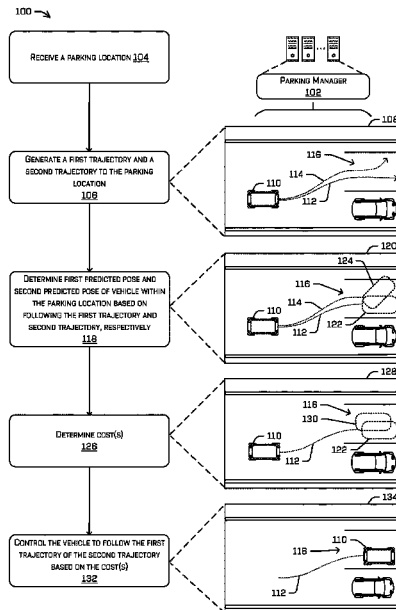 100
RECEIVE A PARKING LOCATION 104
PARKING MANAGER
102
108
GENERATE A FIRST TRAJECTORY AND A
SECOND TRAJECTORY TO THE PARKING
LOCATION
106
116
114
110
112
120
DETERMINE FIRST PREDICTED POSE AND
SECOND PREDICTED POSE OF VEHICLE WITHIN
THE PARKING LOCATION BASED ON
FOLLOWING THE FIRST TRAJECTORY AND
SECOND TRAJECTORY, RESPECTIVELY
118
124
116
114
110
112
122
128
DETERMINE COST(S)
126
116
130
110
112
122
134
CONTROL THE VEHICLE TO FOLLOW THE FIRST
TRAJECTORY OF THE SECOND TRAJECTORY
BASED ON THE COST(S)
132
110
116
112